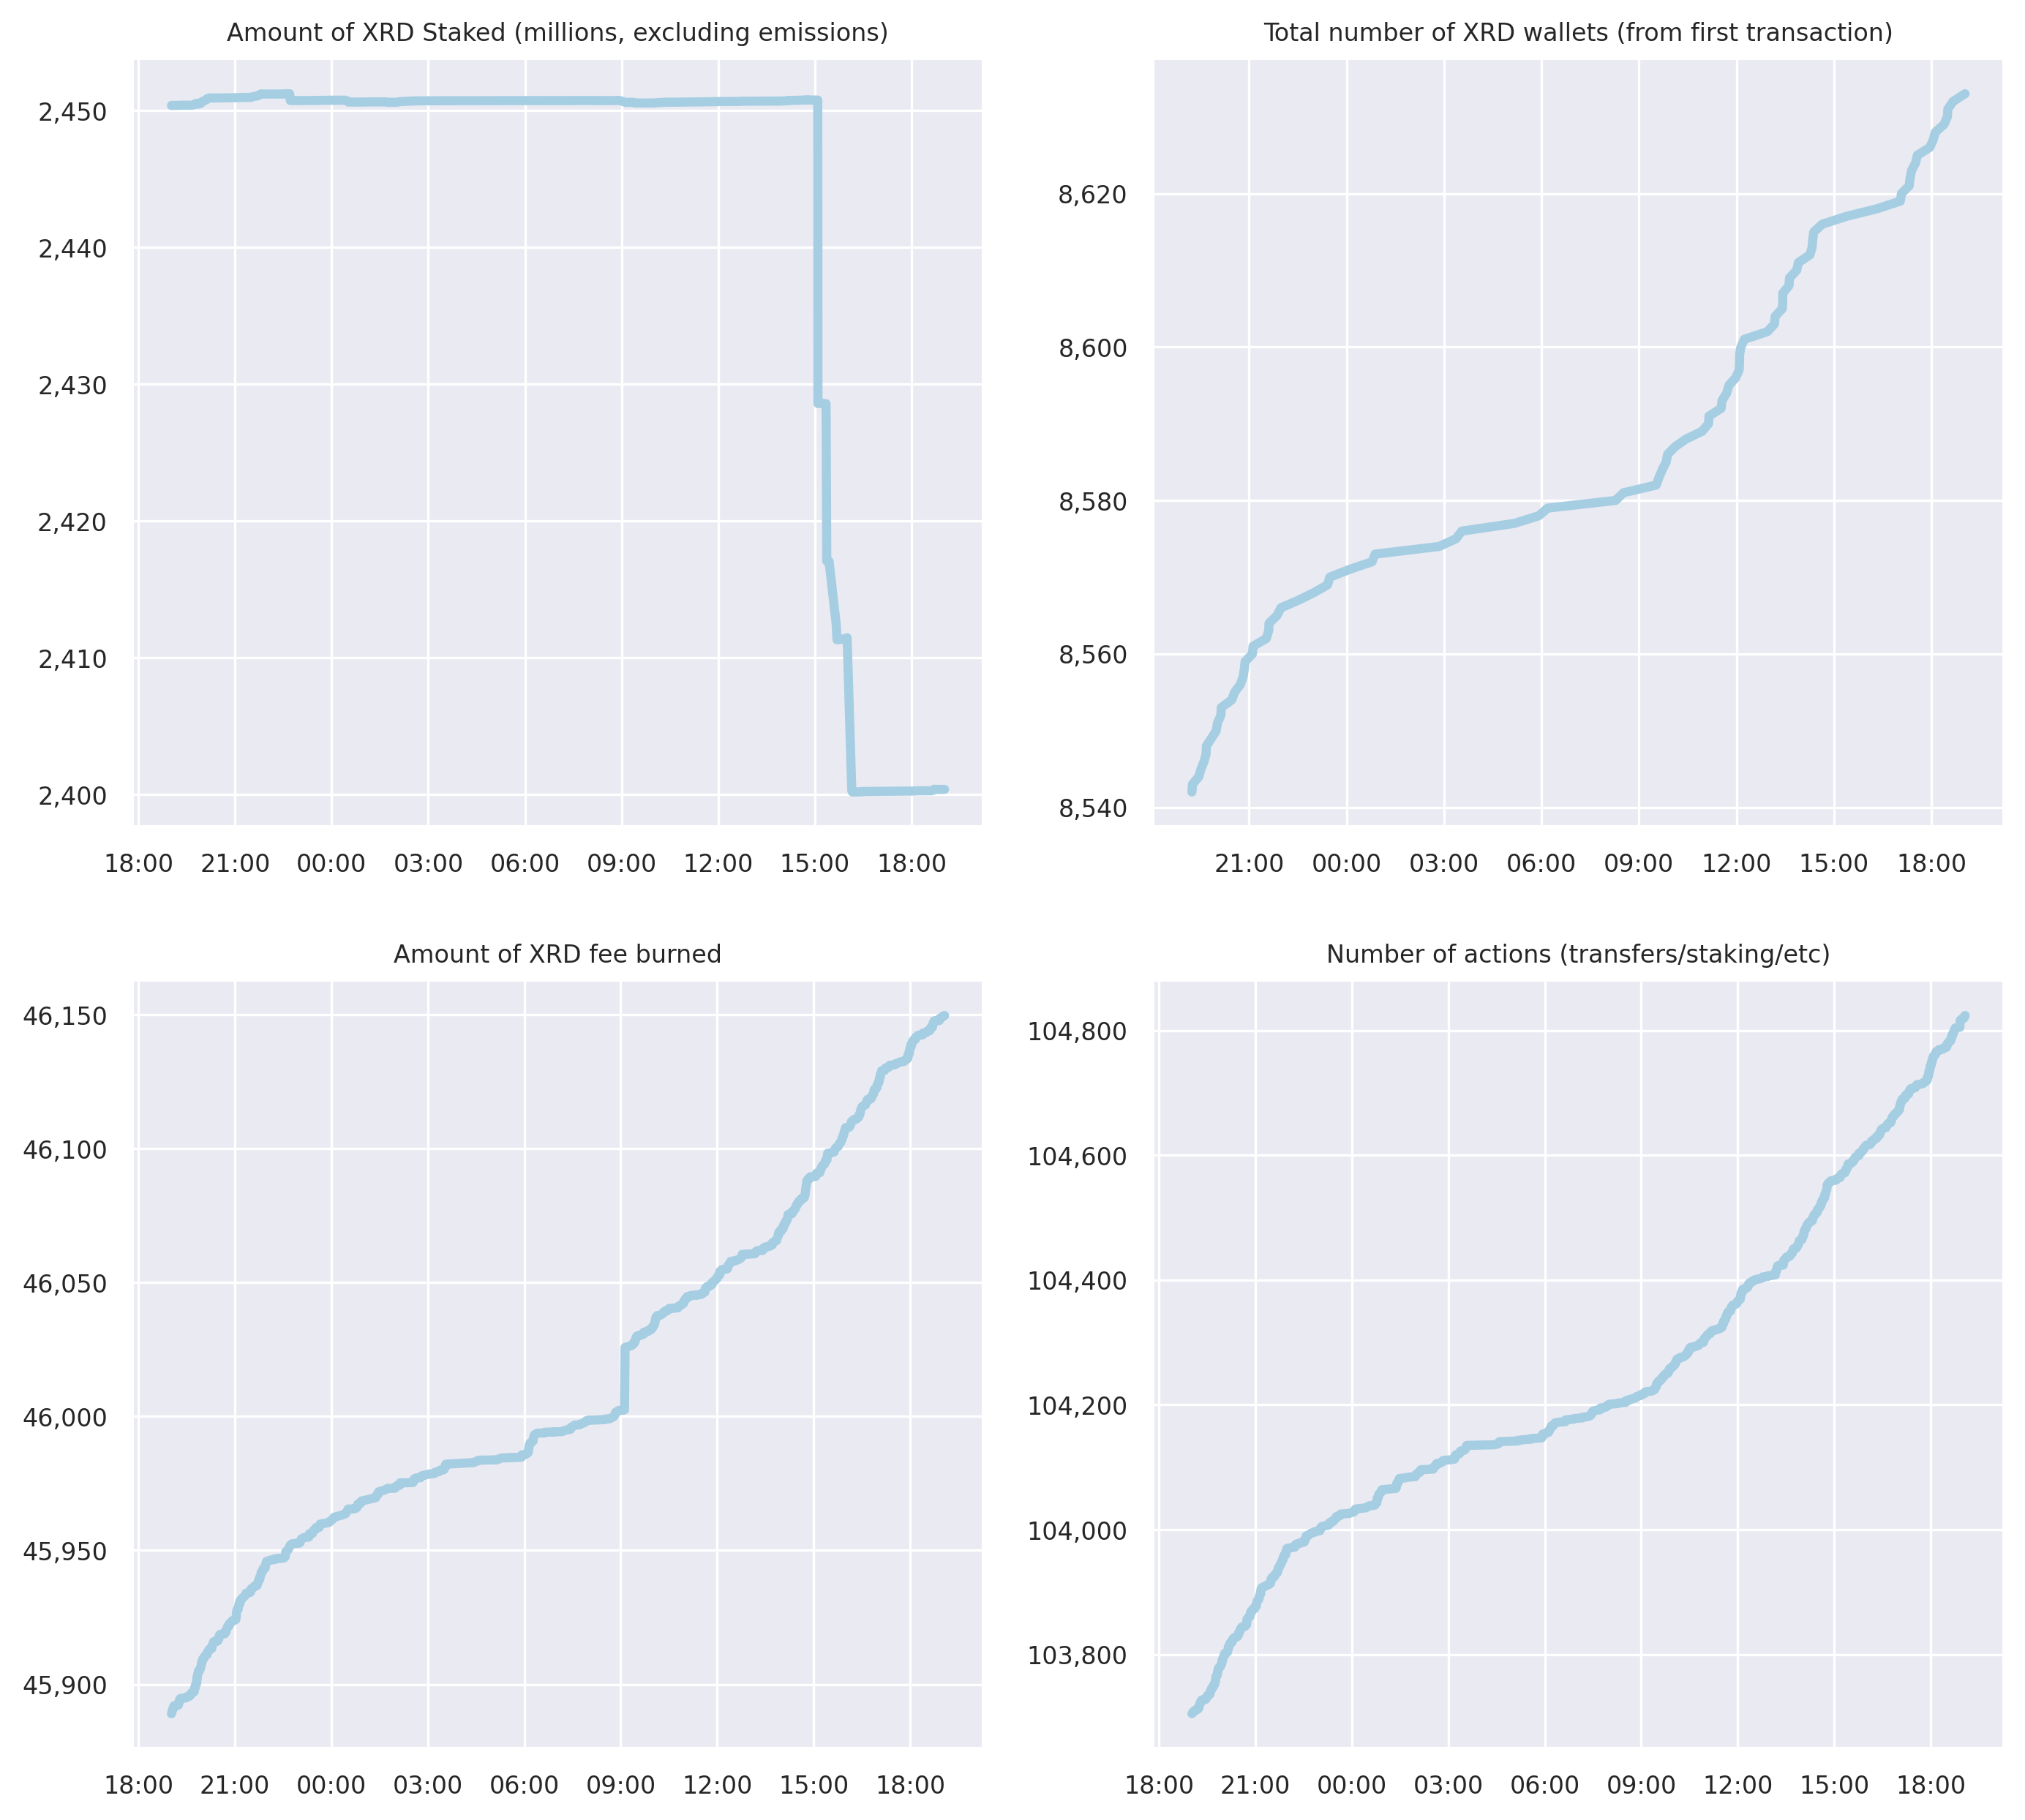 Amount of XRD Staked (millions, excluding emissions)
2,450
2,440
2,430
2,420
2,410
2,400
18:00 21:00 00:00 03:00 06:00 09:00 12:00 15:00 18:00
Total number of XRD wallets (from first transaction)
8,620
8,600
8,580
8,560
8,540
21:00 00:00 03:00 06:00 09:00 12:00 15:00 18:00
Amount of XRD fee burned
46,150
46,100
46,050
46,000
45,950
45,900
18:00 21:00 00:00 03:00 06:00 09:00 12:00 15:00 18:00
Number of actions (transfers/staking/etc)
104,800
104,600
104,400
104,200
104,000
103,800
18:00 21:00 00:00 03:00 06:00 09:00 12:00 15:00 18:00